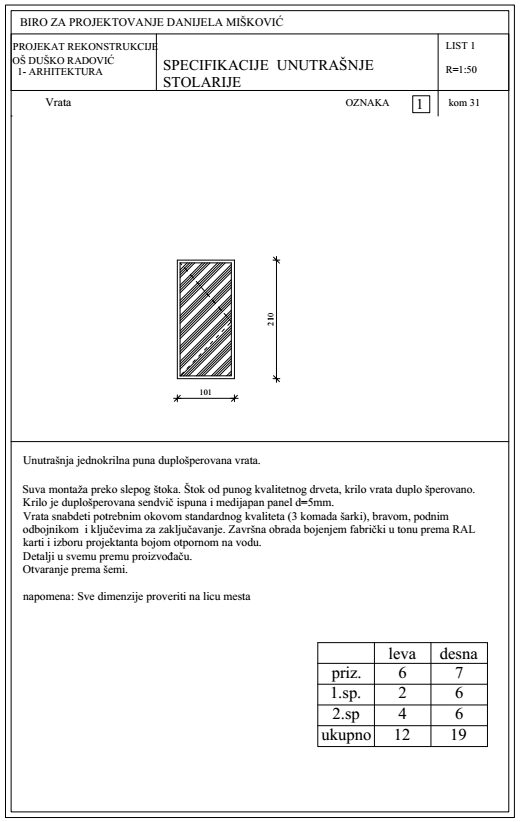 BIRO ZA PROJEKTOVANJE DANIJELA MIŠKOVIĆ
PROJEKAT REKONSTRUKCIJE
OŠ DUŠKO RADOVIĆ
1- ARHITEKTURA
SPECIFIKACIJE UNUTRAŠNJE
STOLARIJE
LIST 1
R=1:50
Vrata OZNAKA 1 kom 31
210
101
Unutrašnja jednokrilna puna duplošperovana vrata.
Suva montaža preko slepog štoka. Štok od punog kvalitetnog drveta, krilo vrata duplo šperovano.
Krilo je duplošperovana sendvič ispuna i medijapan panel d=5mm.
Vrata snabdeti potrebnim okovom standardnog kvaliteta (3 komada šarki), bravom, podnim
odbojnikom i ključevima za zaključavanje. Završna obrada bojenjem fabrički u tonu prema RAL
karti i izboru projektanta bojom otpornom na vodu.
Detalji u svemu premu proizvođaču.
Otvaranje prema šemi.
napomena: Sve dimenzije proveriti na licu mesta
leva desna
priz. 6 7
1.sp. 2 6
2.sp 4 6
ukupno 12 19